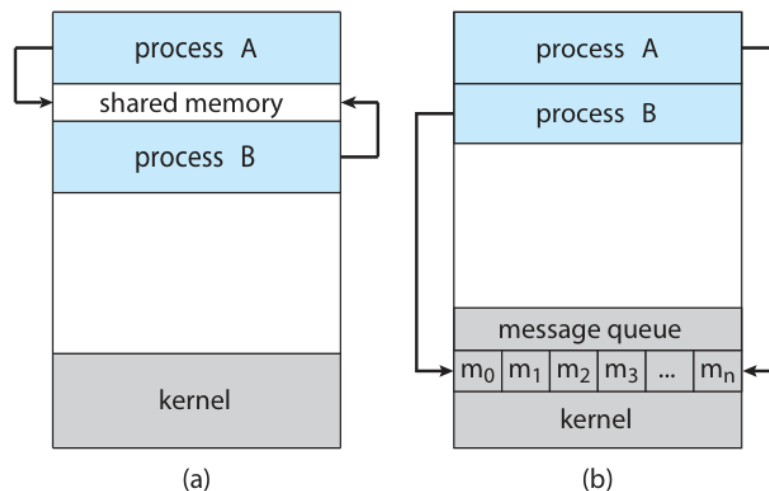 process A
shared memory
process B
kernel
(a)
process A
process B
message queue
m₀ m₁ m₂ m₃ ... mₙ
kernel
(b)